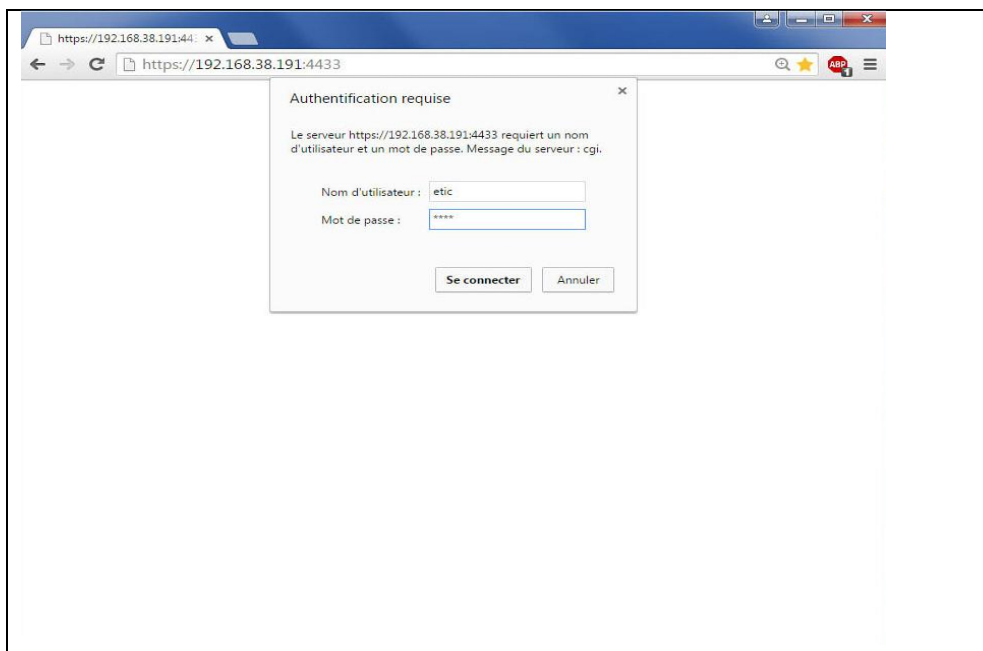 https://192.168.38.191:44
https://192.168.38.191:4433
ABP
1
Authentification requise
Le serveur https://192.168.38.191:4433 requiert un nom
d'utilisateur et un mot de passe. Message du serveur : cgi.
Nom d'utilisateur : etic
Mot de passe : ****
Se connecter Annuler